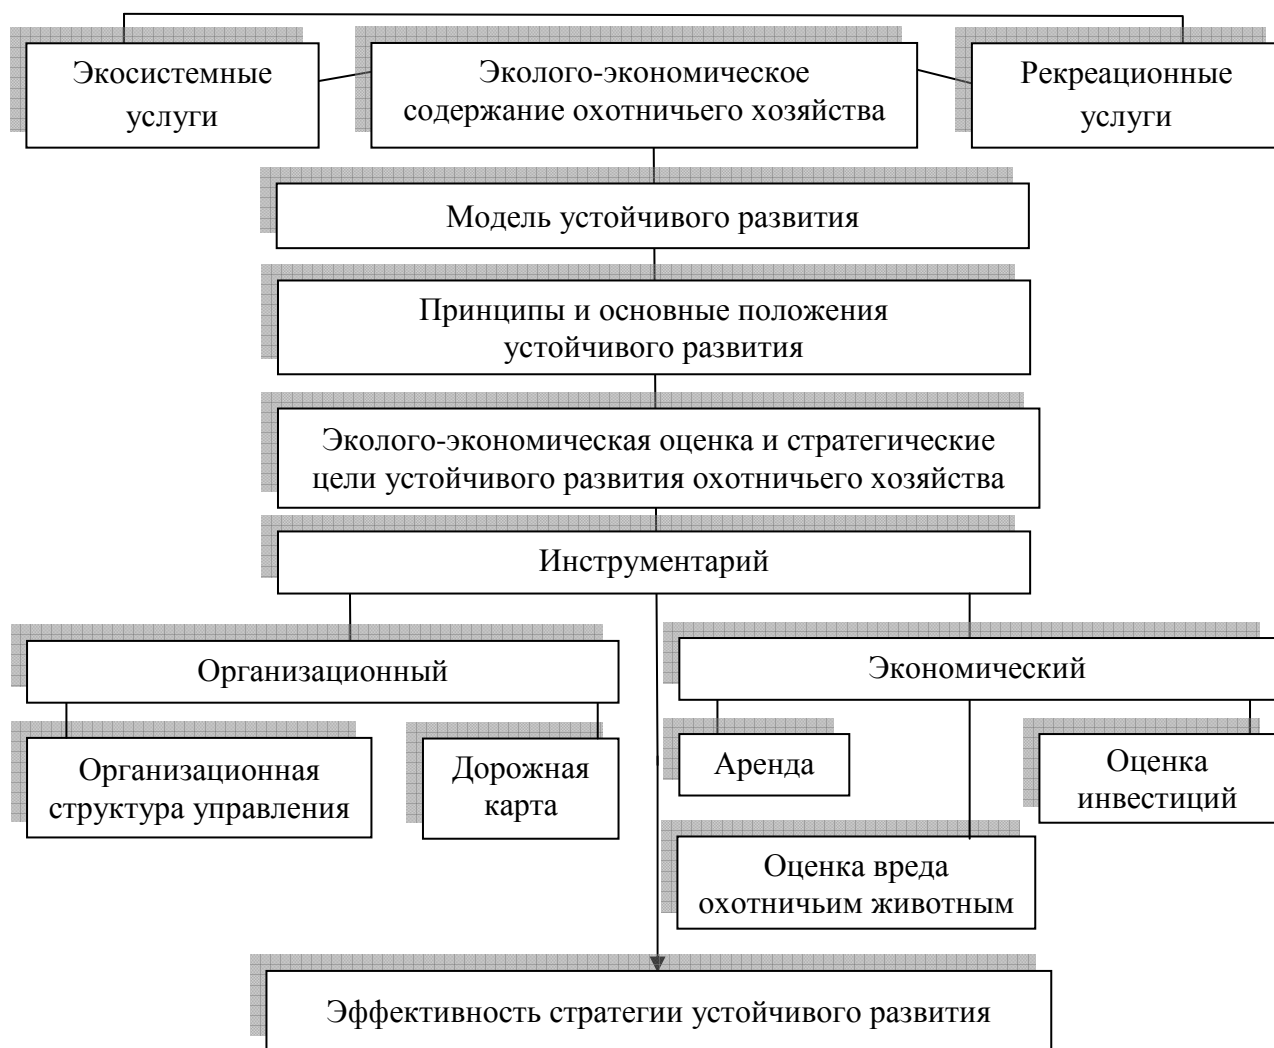 Экосистемные
услуги
Эколого-экономическое
содержание охотничьего хозяйства
Рекреационные
услуги
Модель устойчивого развития
Принципы и основные положения
устойчивого развития
Эколого-экономическая оценка и стратегические
цели устойчивого развития охотничьего хозяйства
Инструментарий
Организационный
Экономический
Организационная
структура управления
Дорожная
карта
Аренда
Оценка
инвестиций
Оценка вреда
охотничьим животным
Эффективность стратегии устойчивого развития